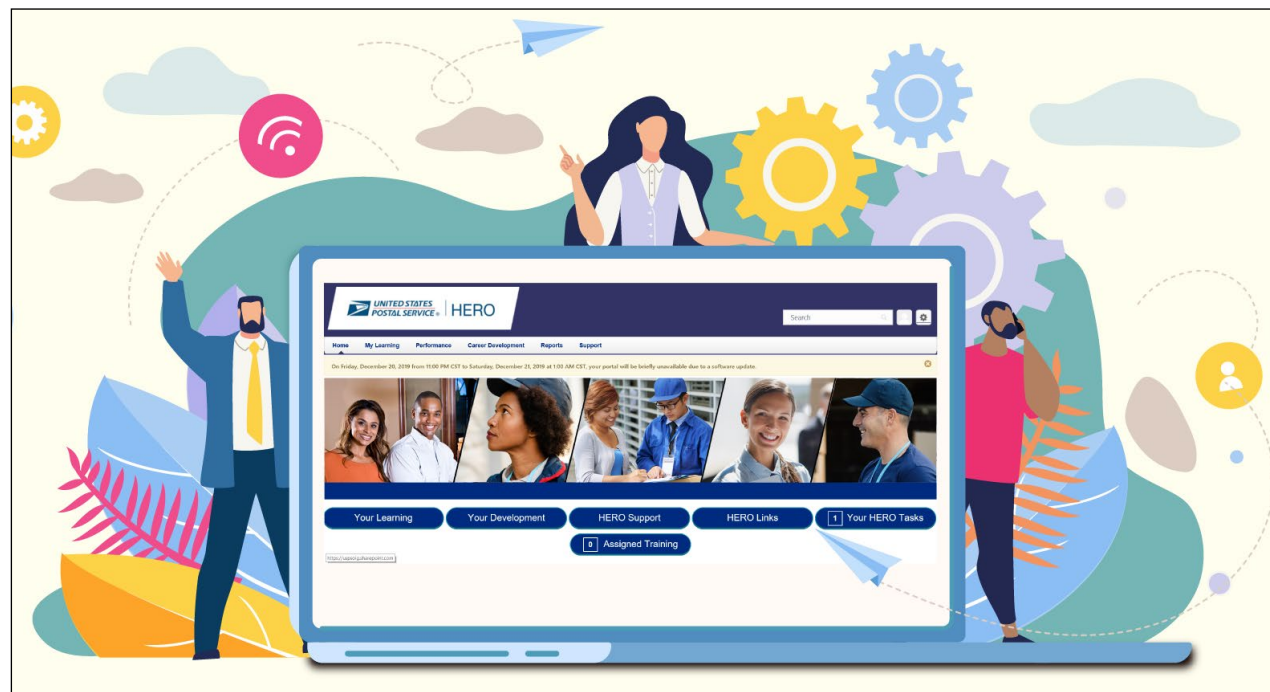 UNITED STATES
POSTAL SERVICE ® HERO
Search
Home My Learning Performance Career Development Reports Support
On Friday, December 20, 2019 from 11:00 PM CST to Saturday, December 21, 2019 at 1:00 AM CST, your portal will be briefly unavailable due to a software update.
Your Learning Your Development HERO Support HERO Links 1 Your HERO Tasks
0 Assigned Training